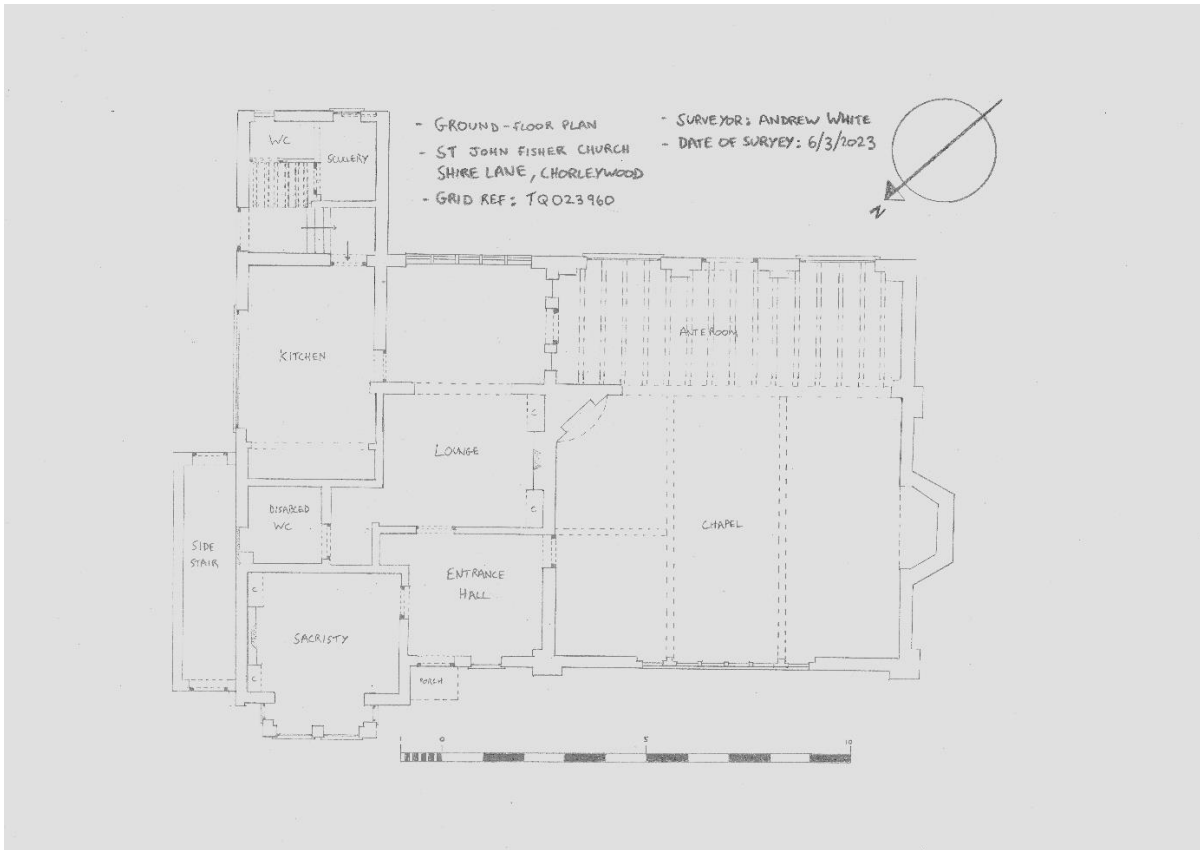 - GROUND-FLOOR PLAN
- ST JOHN FISHER CHURCH
SHIRE LANE, CHORLEYWOOD
- GRID REF: TQ023960
- SURVEYOR: ANDREW WHITE
- DATE OF SURVEY: 6/3/2023
N
WC
SCULLERY
KITCHEN
ANTE ROOM
C
LOUNGE
C
DISABLED
WC
CHAPEL
SIDE
STAIR
ENTRANCE
HALL
C
SACRISTY
C
PORCH
0 5 10